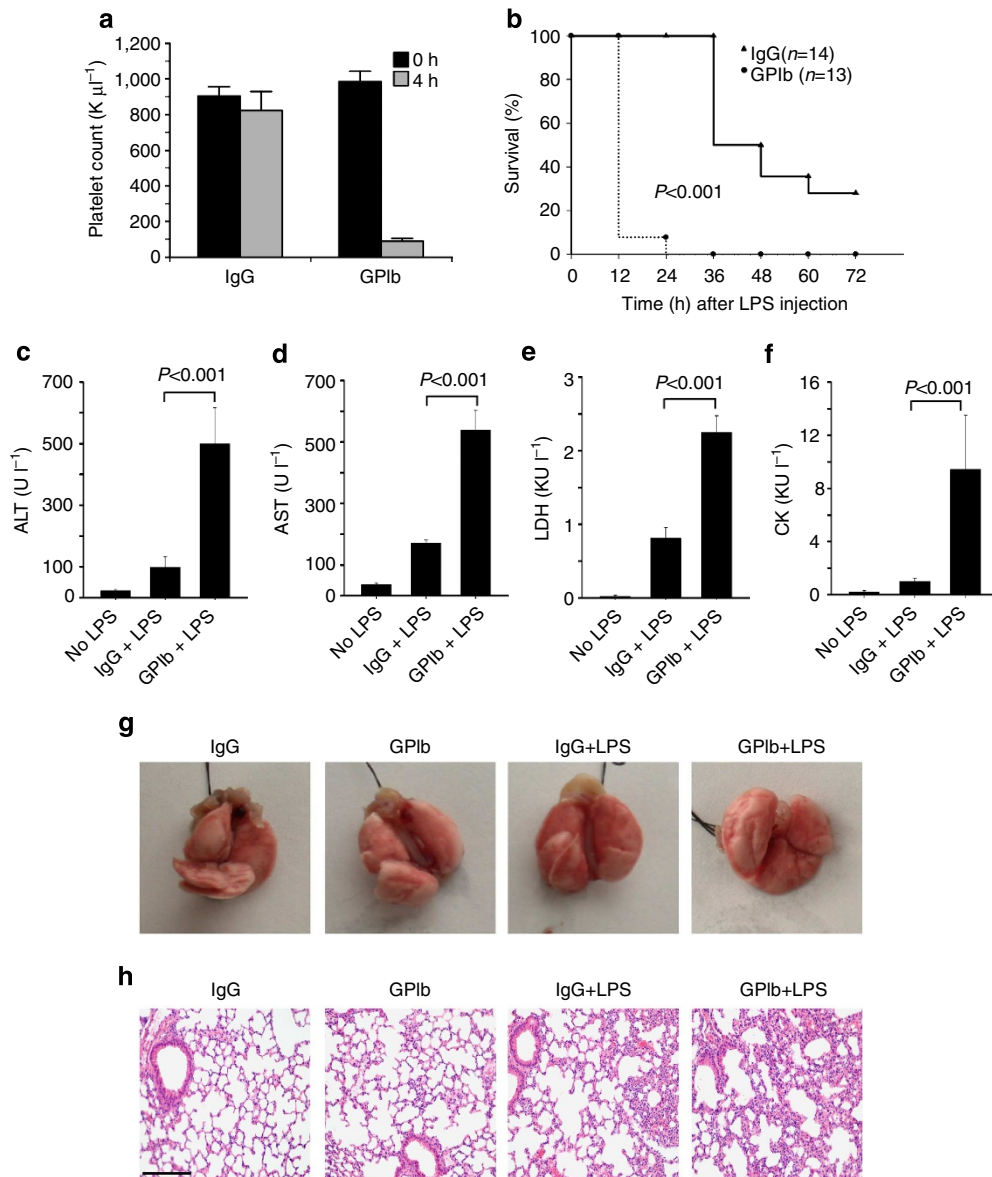 a
1,200
1,000
800
600
400
200
0
Platelet count (K µl⁻¹)
0 h
4 h
IgG
GPIb
b
100
80
60
40
20
0
Survival (%)
IgG(n=14)
GPIb (n=13)
P<0.001
0 12 24 36 48 60 72
Time (h) after LPS injection
c
700
500
300
100
0
ALT (U l⁻¹)
P<0.001
No LPS
IgG + LPS
GPIb + LPS
d
700
500
300
100
0
AST (U l⁻¹)
P<0.001
No LPS
IgG + LPS
GPIb + LPS
e
3
2
1
0
LDH (KU l⁻¹)
P<0.001
No LPS
IgG + LPS
GPIb + LPS
f
16
12
8
4
0
CK (KU l⁻¹)
P<0.001
No LPS
IgG + LPS
GPIb + LPS
g
IgG GPIb IgG+LPS GPIb+LPS
h
IgG GPIb IgG+LPS GPIb+LPS